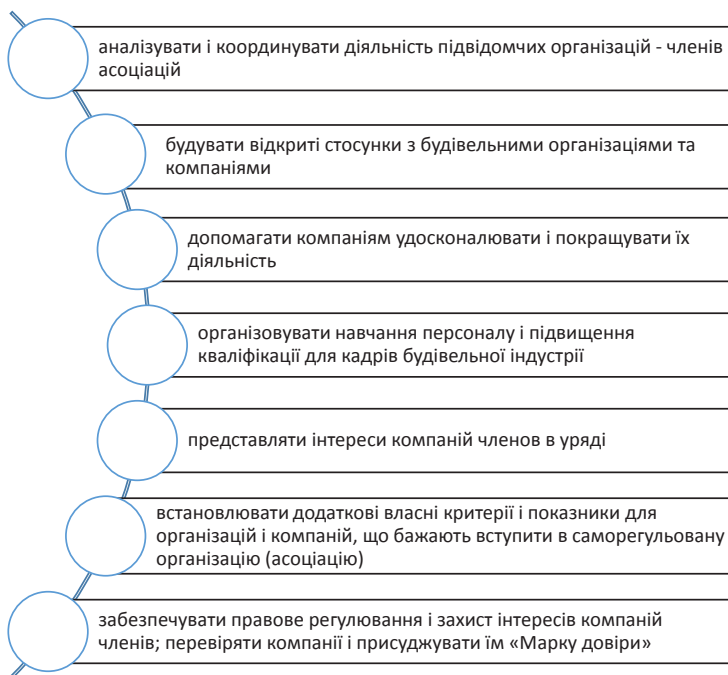 аналізувати і координувати діяльність підвідомчих організацій - членів
асоціацій
будувати відкриті стосунки з будівельними організаціями та
компаніями
допомагати компаніям удосконалювати і покращувати їх
діяльність
організовувати навчання персоналу і підвищення
кваліфікації для кадрів будівельної індустрії
представляти інтереси компаній членов в уряді
встановлювати додаткові власні критерії і показники для
організацій і компаній, що бажають вступити в саморегульовану
організацію (асоціацію)
забезпечувати правове регулювання і захист інтересів компаній
членів; перевіряти компанії і присуджувати їм «Марку довіри»